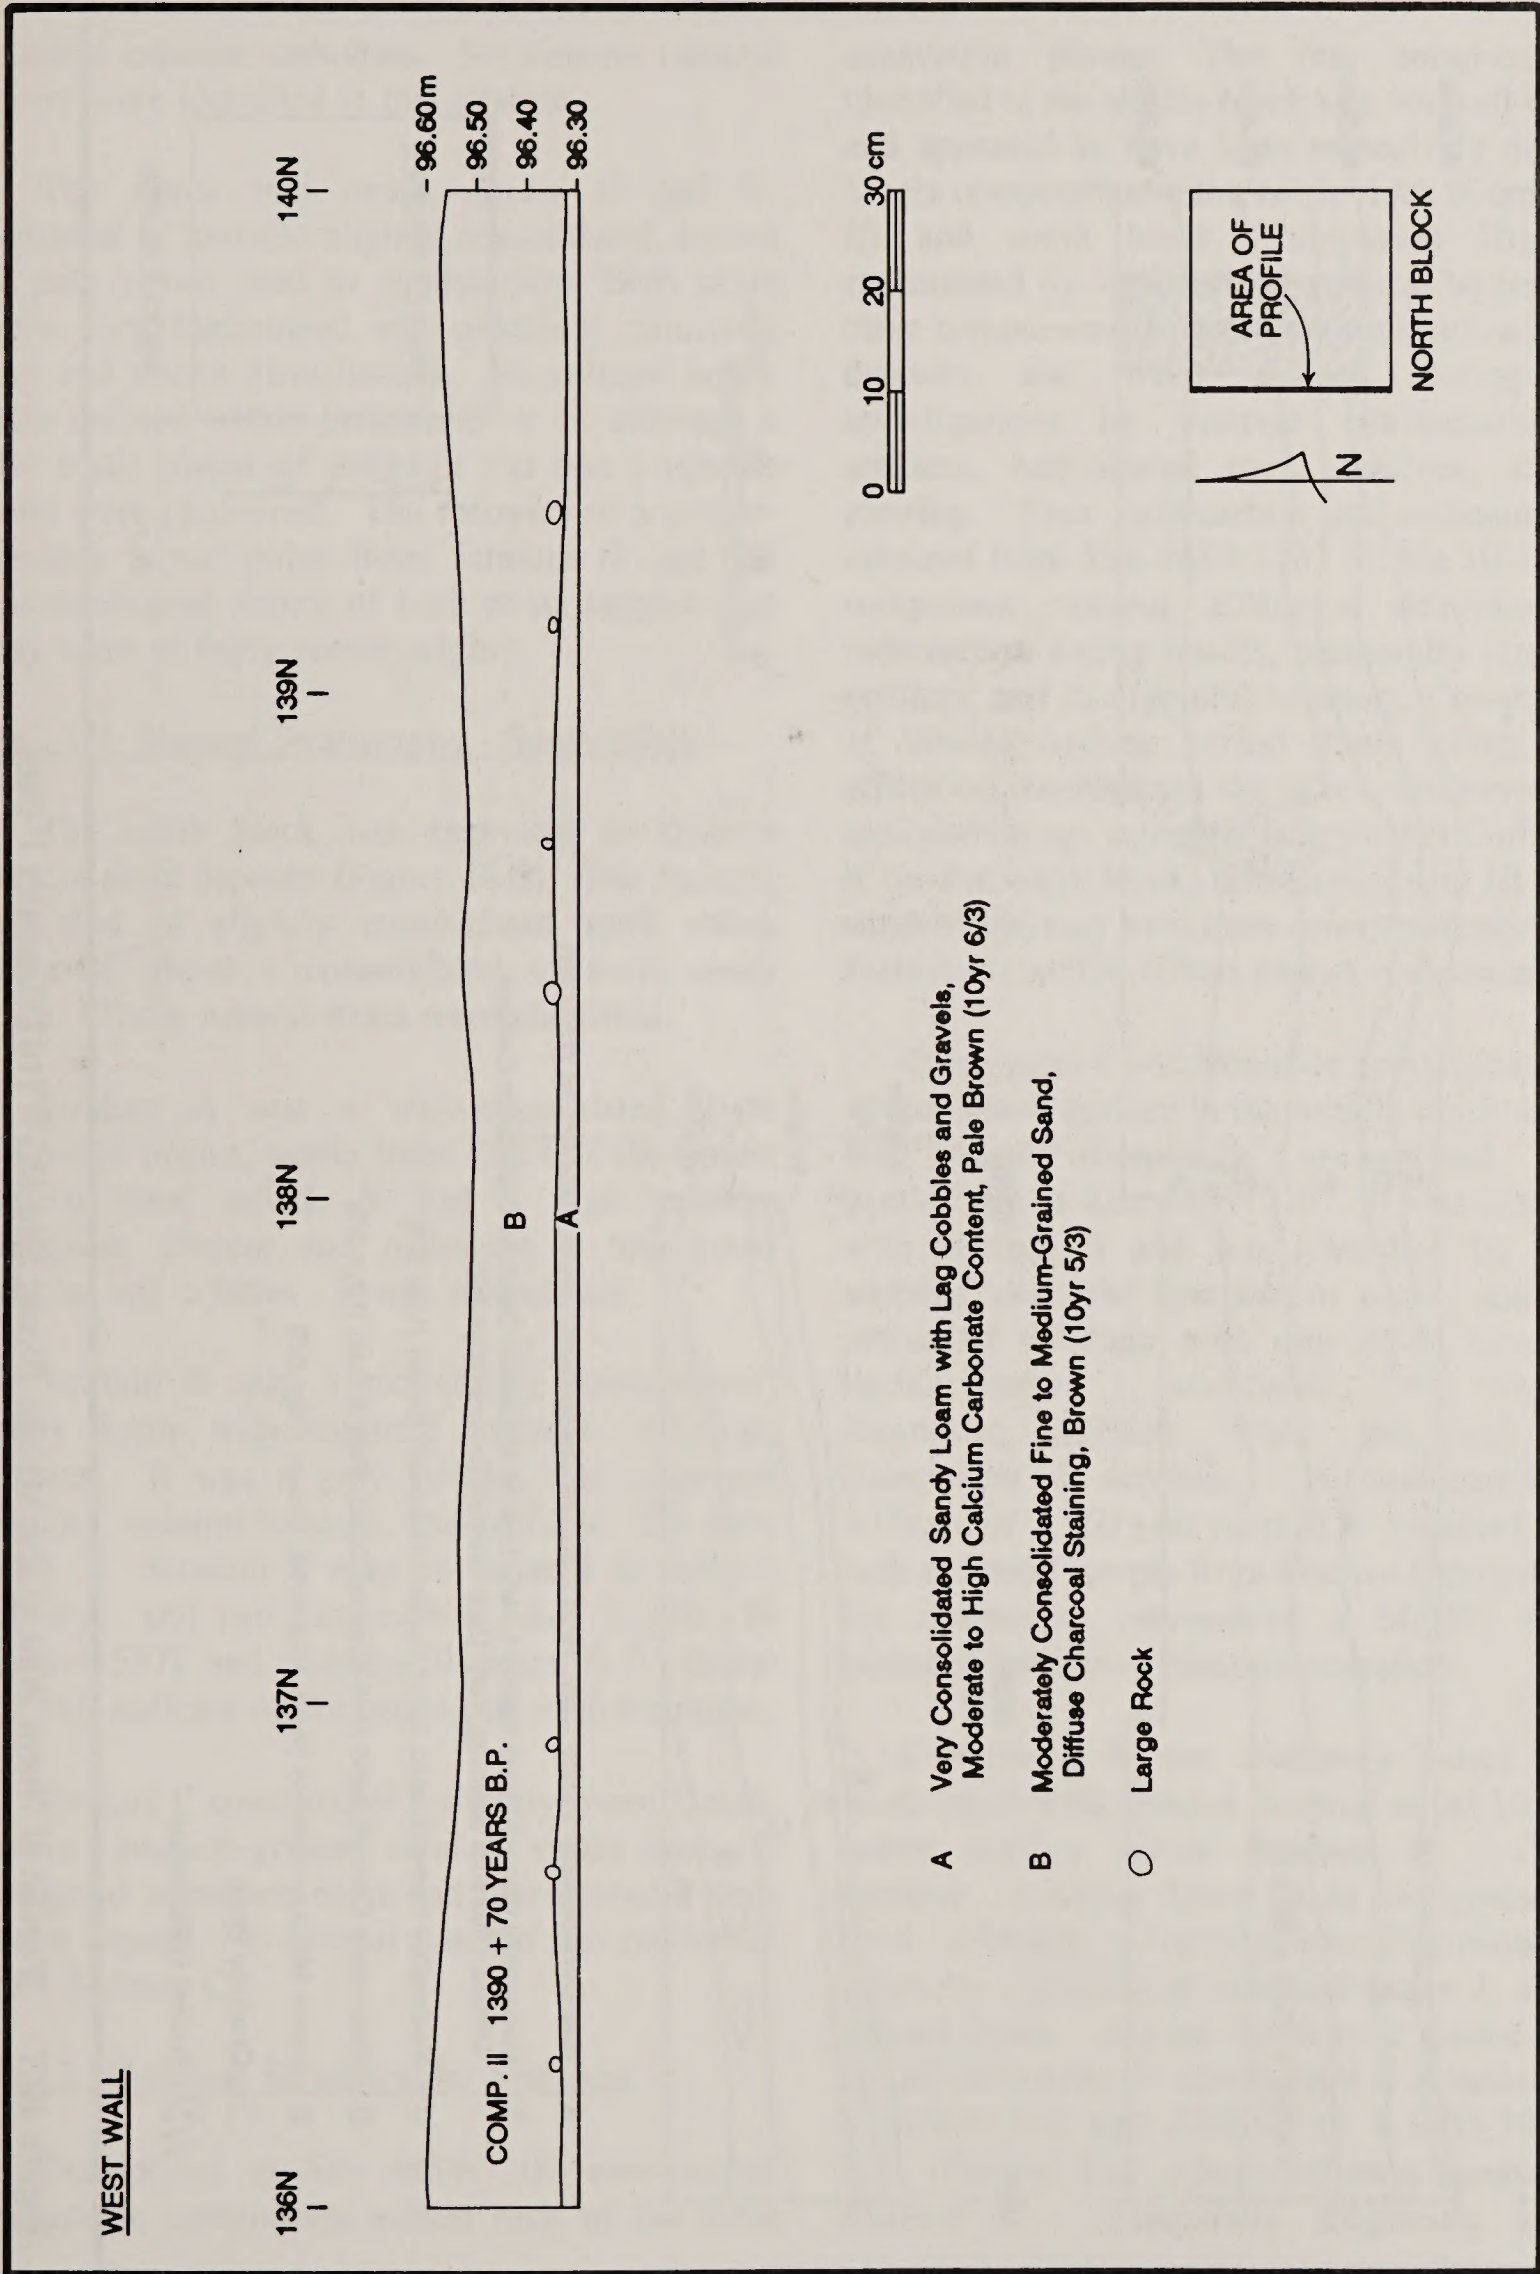 WEST WALL
136N
137N
138N
139N
140N
96.60 m
96.50
96.40
96.30
COMP. II 1390 + 70 YEARS B.P.
B
A
0 10 20 30 cm
A Very Consolidated Sandy Loam with Lag Cobbles and Gravels,
Moderate to High Calcium Carbonate Content, Pale Brown (10yr 6/3)
B Moderately Consolidated Fine to Medium-Grained Sand,
Diffuse Charcoal Staining, Brown (10yr 5/3)
Large Rock
AREA OF
PROFILE
N
NORTH BLOCK